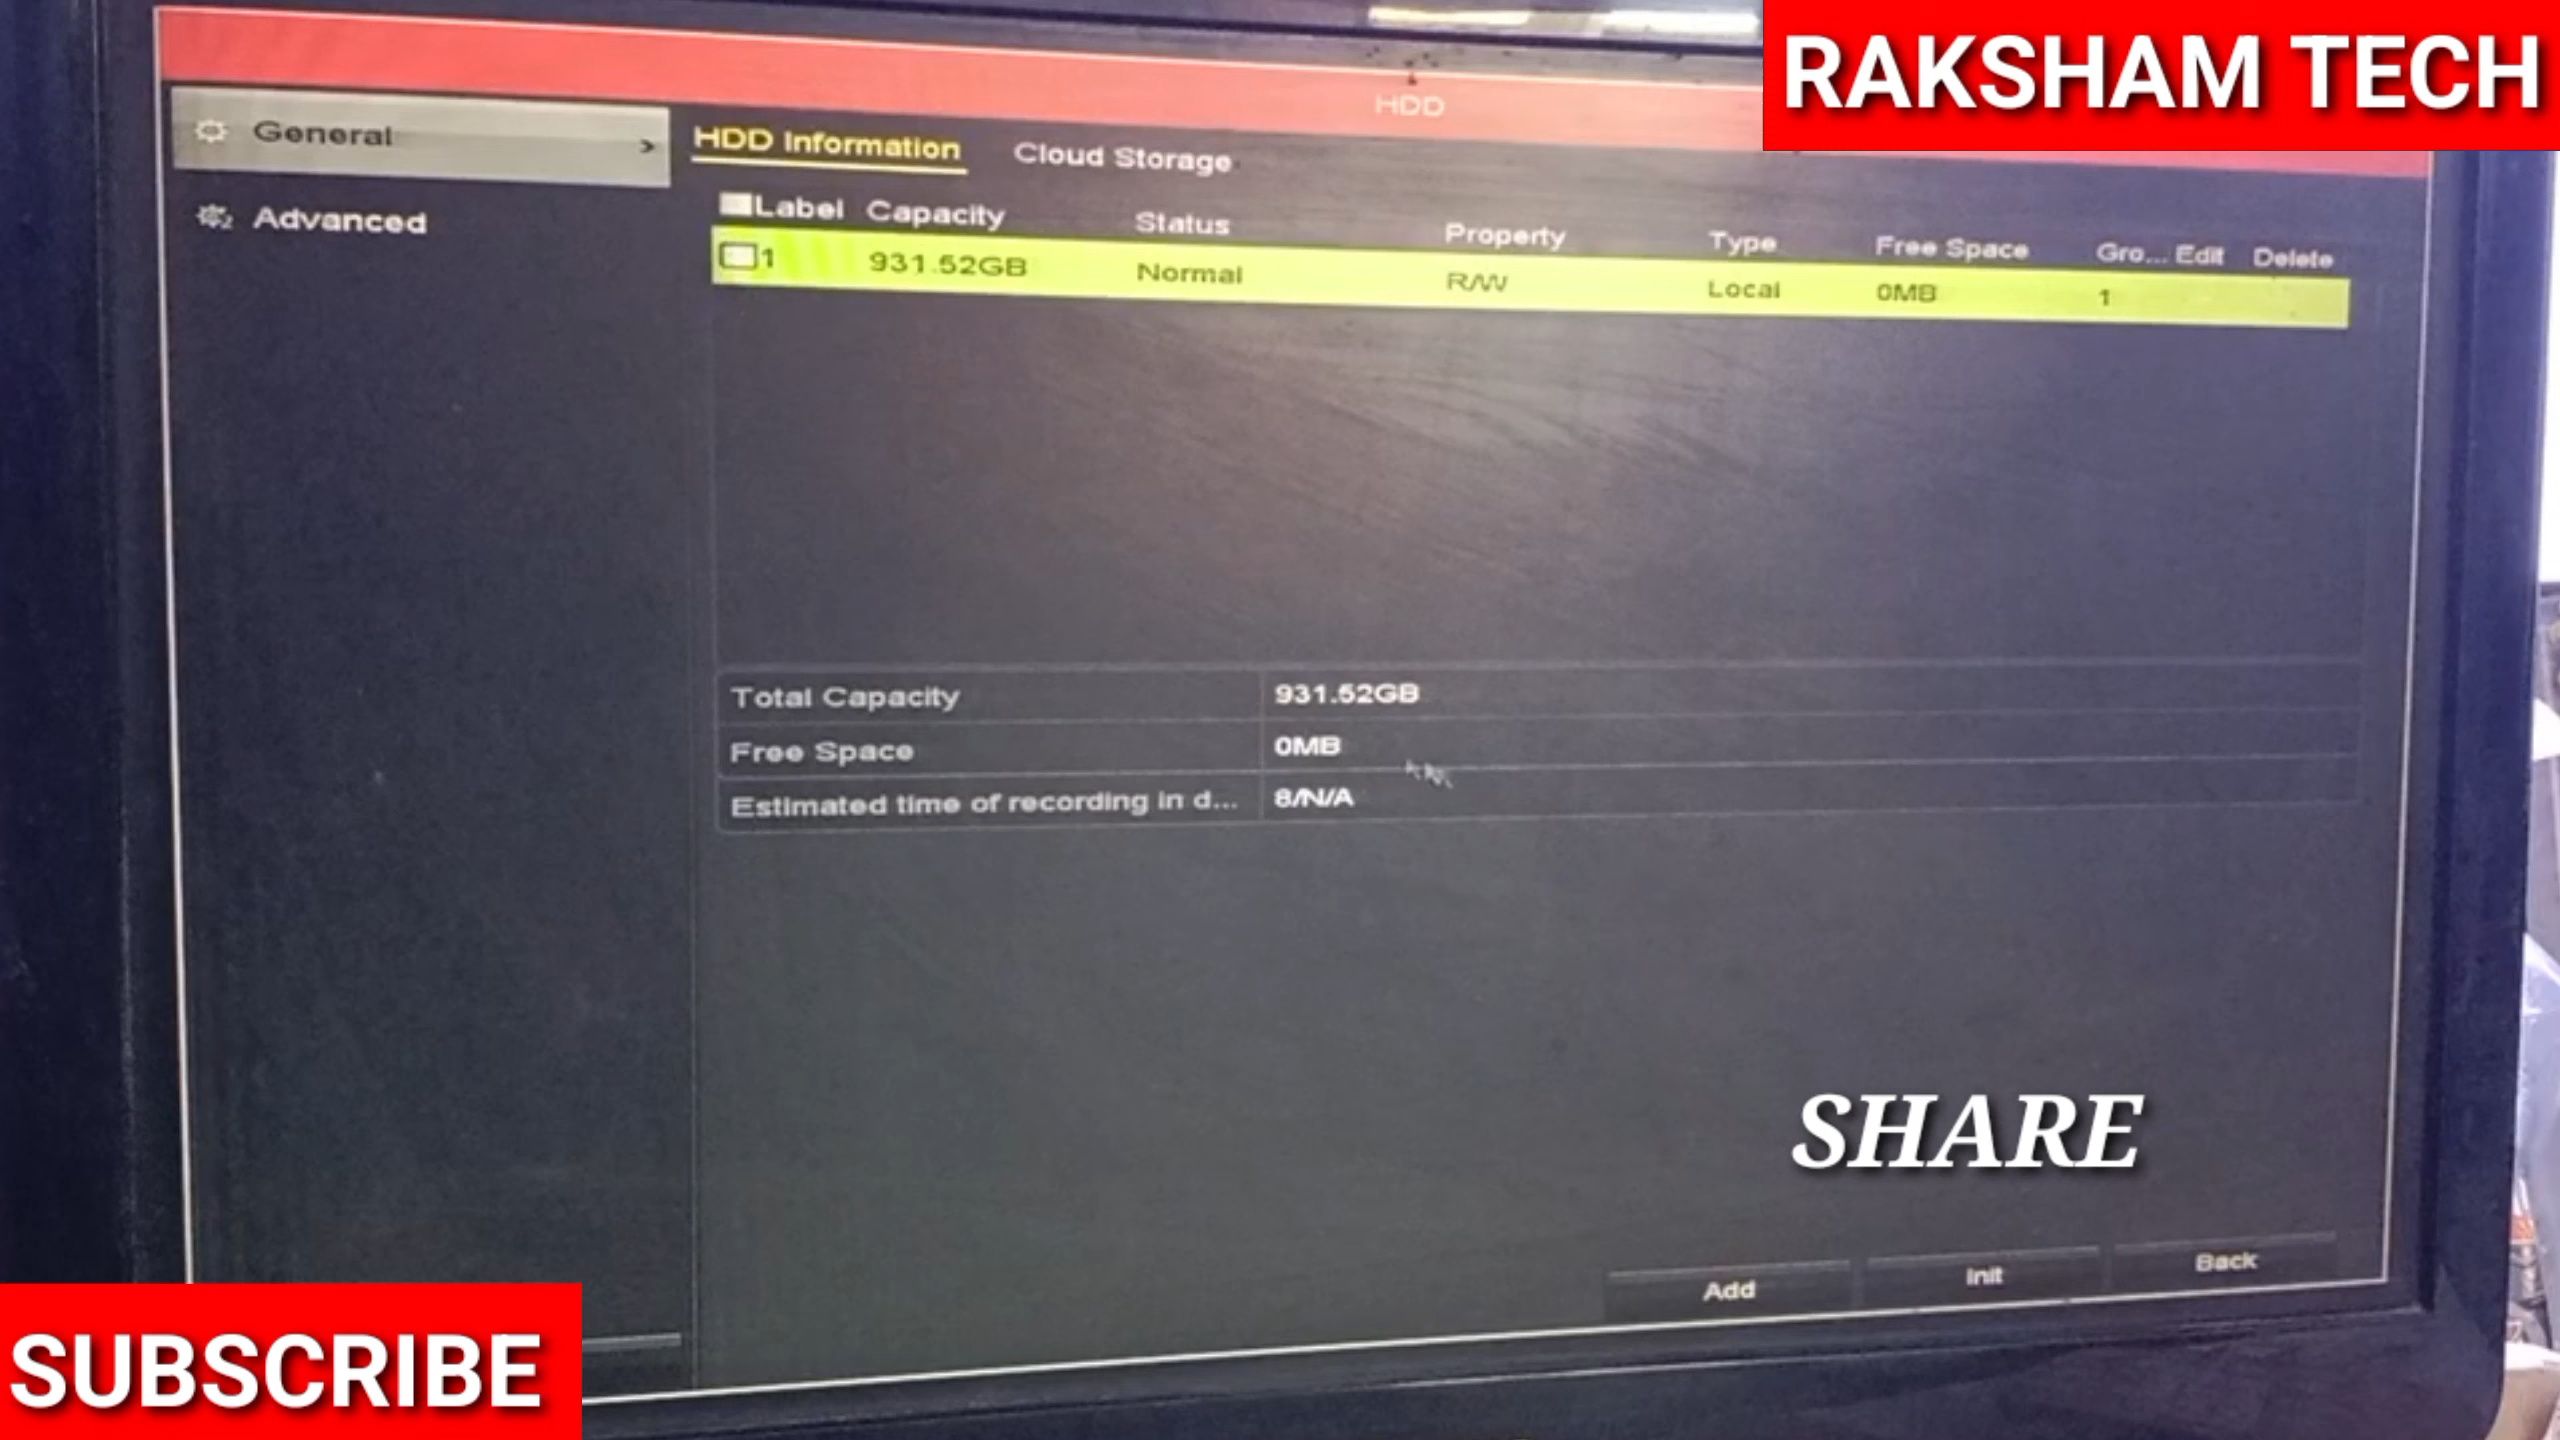 RAKSHAM TECH
HDD
General >
Advanced
HDD Information Cloud Storage
Label Capacity Status Property Type Free Space Gro... Edit Delete
1 931.52GB Normal R/W Local 0MB 1
Total Capacity 931.52GB
Free Space 0MB
Estimated time of recording in d... 8/N/A
SHARE
Add Init Back
SUBSCRIBE